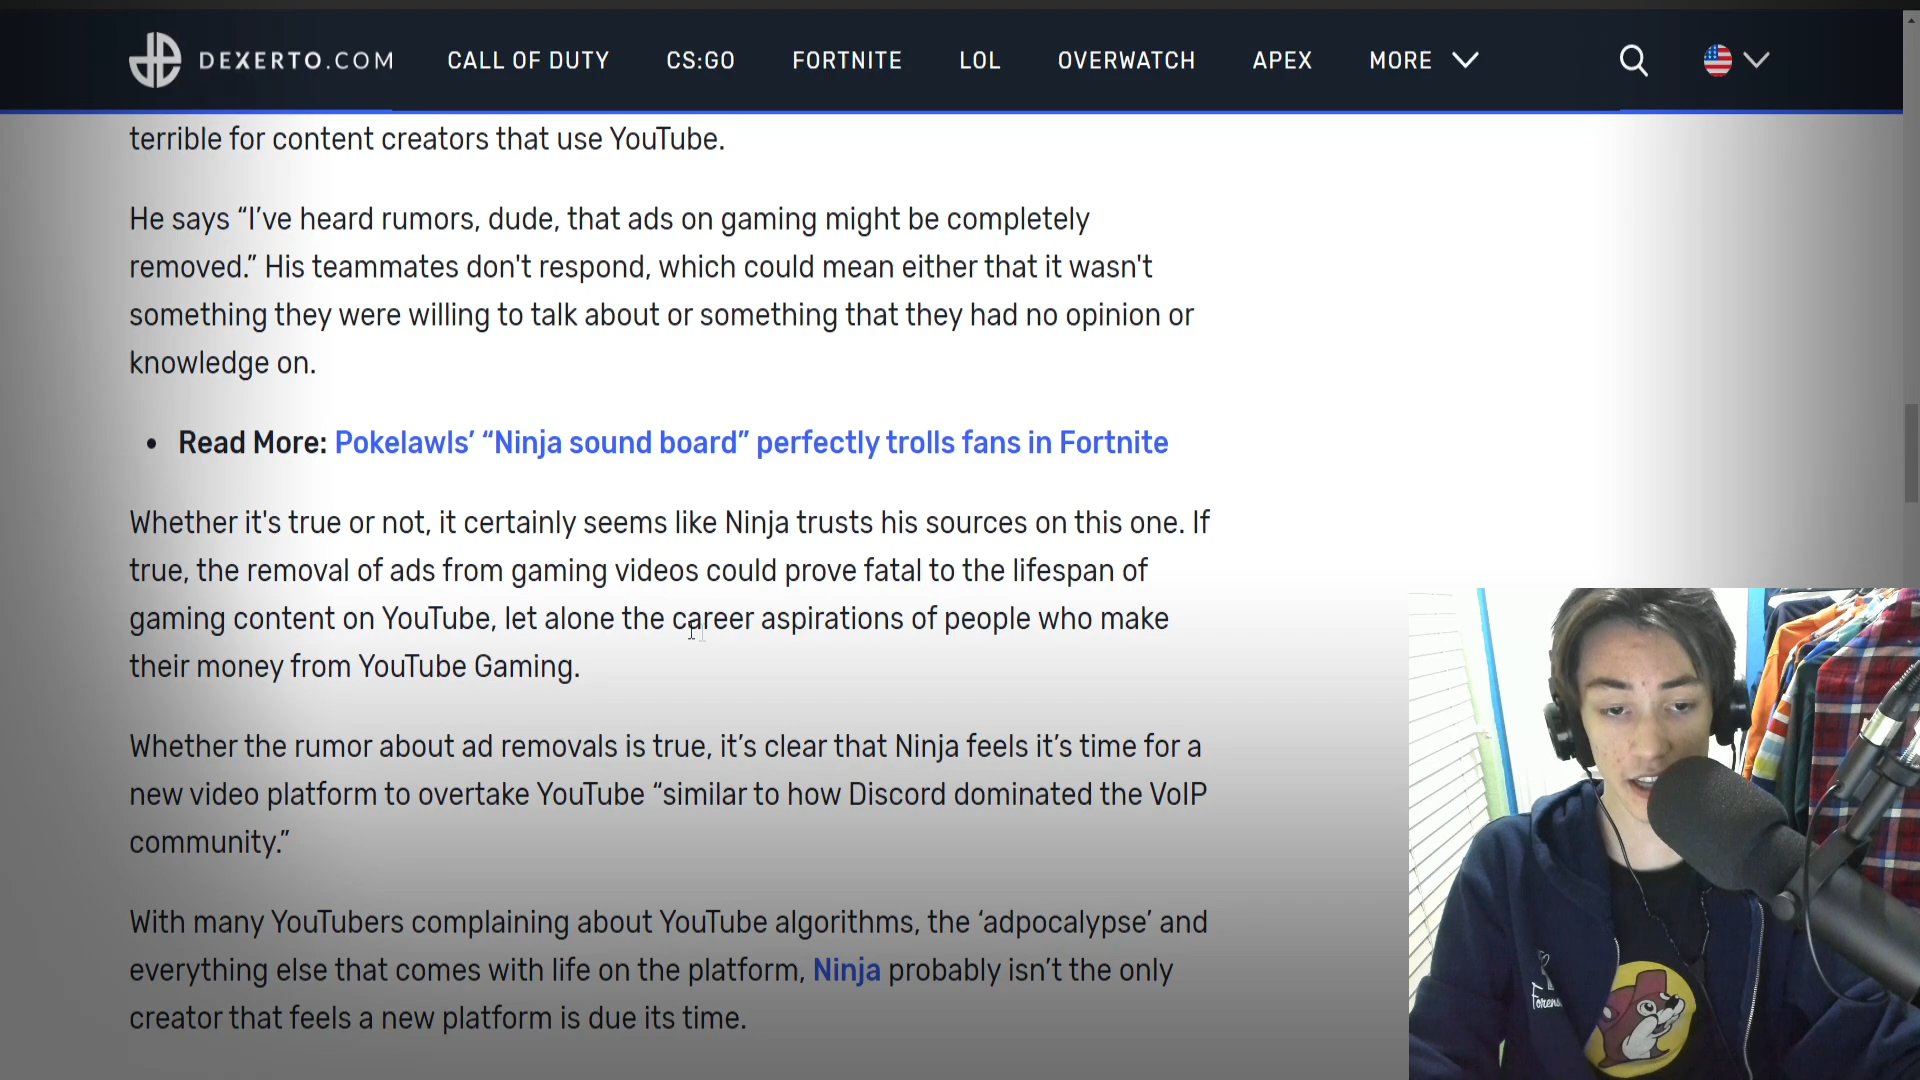 DEXERTO.COM CALL OF DUTY CS:GO FORTNITE LOL OVERWATCH APEX MORE
terrible for content creators that use YouTube.
He says “I’ve heard rumors, dude, that ads on gaming might be completely
removed.” His teammates don't respond, which could mean either that it wasn't
something they were willing to talk about or something that they had no opinion or
knowledge on.
• Read More: Pokelawls’ “Ninja sound board” perfectly trolls fans in Fortnite
Whether it's true or not, it certainly seems like Ninja trusts his sources on this one. If
true, the removal of ads from gaming videos could prove fatal to the lifespan of
gaming content on YouTube, let alone the career aspirations of people who make
their money from YouTube Gaming.
Whether the rumor about ad removals is true, it’s clear that Ninja feels it’s time for a
new video platform to overtake YouTube “similar to how Discord dominated the VoIP
community.”
With many YouTubers complaining about YouTube algorithms, the ‘adpocalypse’ and
everything else that comes with life on the platform, Ninja probably isn’t the only
creator that feels a new platform is due its time.